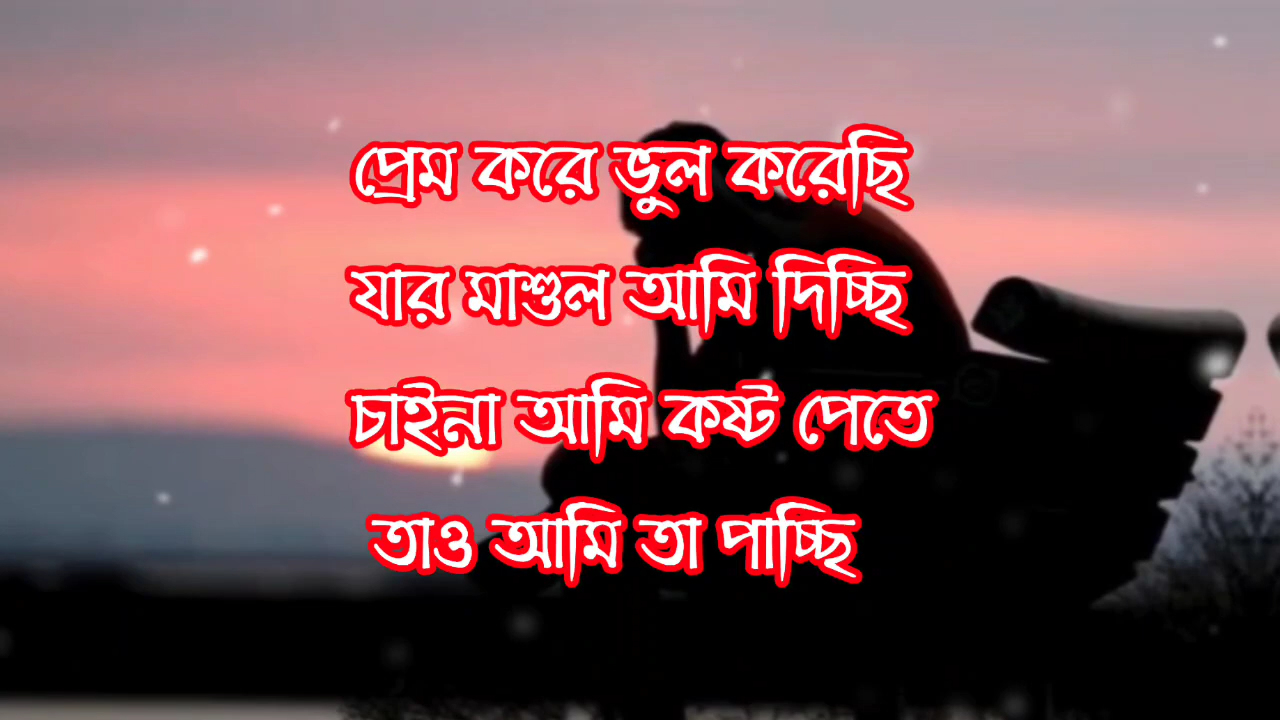 প্রেম করে ভুল করেছি
যার মাশুল আমি দিচ্ছি
চাইনা আমি কষ্ট পেতে
তাও আমি তা পাচ্ছি